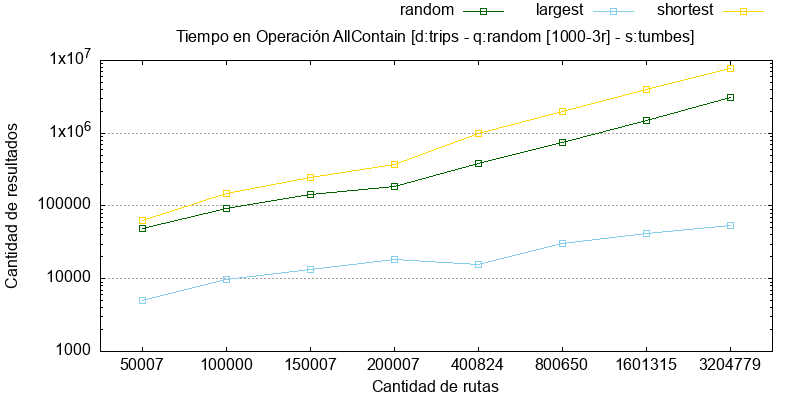 random largest shortest
Tiempo en Operación AllContain [d:trips - q:random [1000-3r] - s:tumbes]
Cantidad de resultados
1x10^7
1x10^6
100000
10000
1000
50007 100000 150007 200007 400824 800650 1601315 3204779
Cantidad de rutas